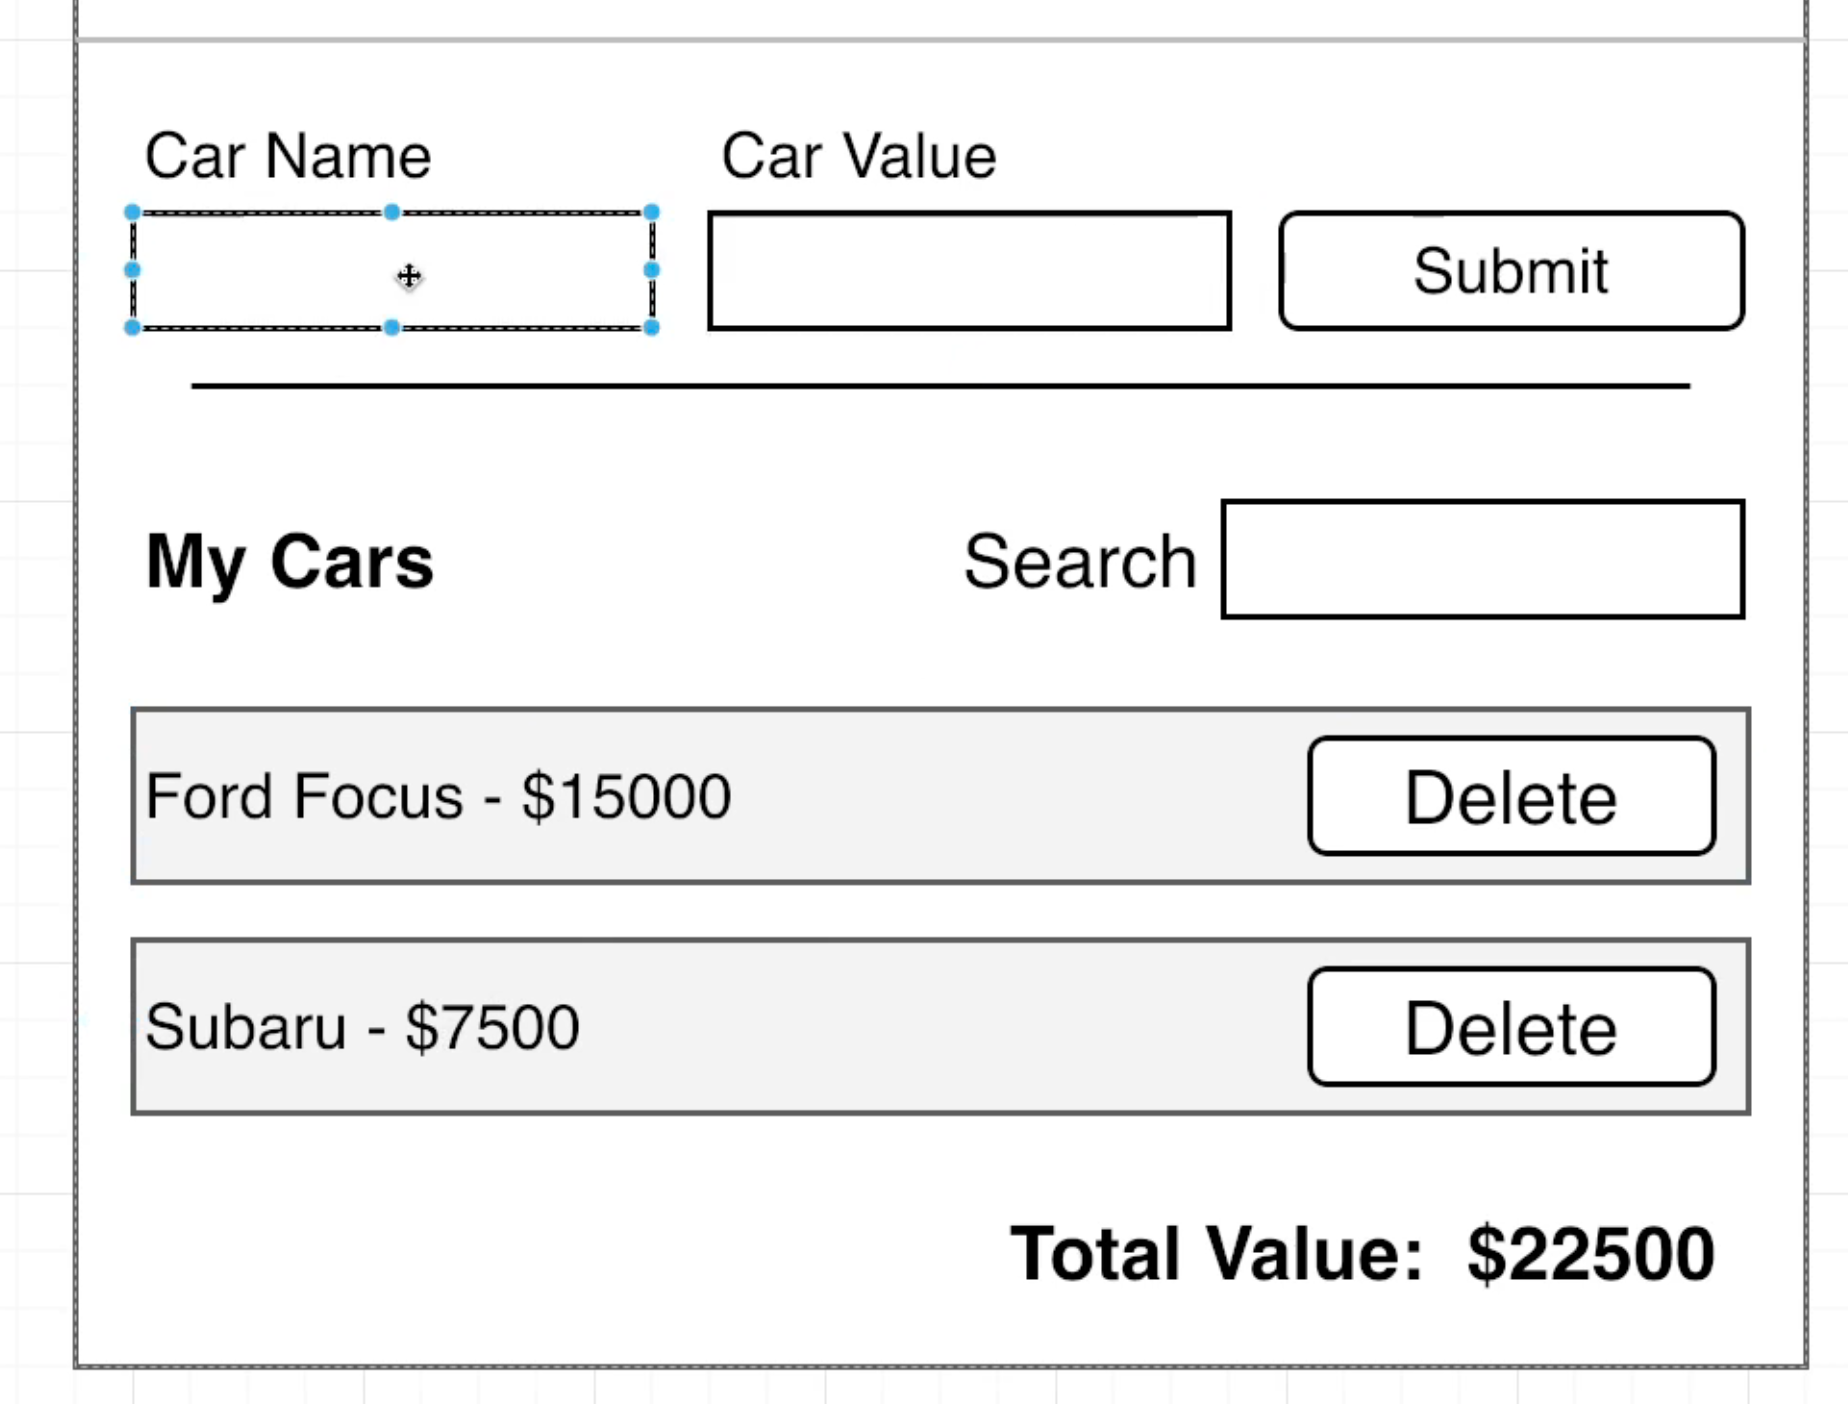 Car Name Car Value
Submit
My Cars Search
Ford Focus - $15000 Delete
Subaru - $7500 Delete
Total Value: $22500